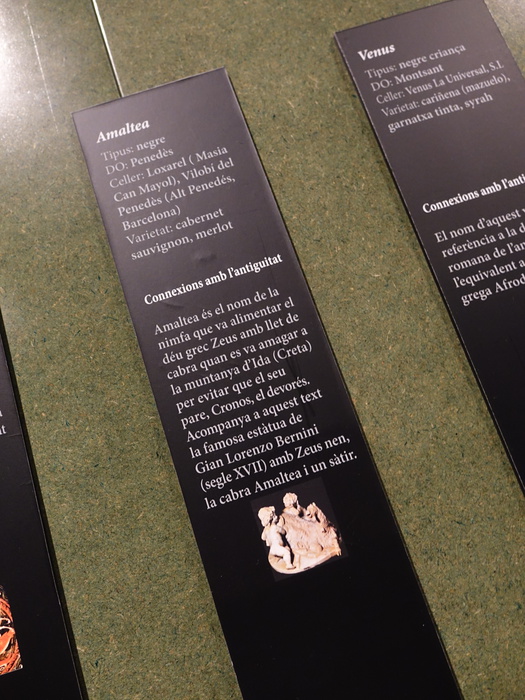 Amaltea
Tipus: negre
DO: Penedès
Celler: Loxarel ( Masia
Can Mayol), Vilobí del
Penedès (Alt Penedés,
Barcelona)
Varietat: cabernet
sauvignon, merlot
Connexions amb l'antiguitat
Amaltea és el nom de la
nimfa que va alimentar el
déu grec Zeus amb llet de
cabra quan es va amagar a
la muntanya d'Ida (Creta)
per evitar que el seu
pare, Cronos, el devorés.
Acompanya a aquest text
la famosa estàtua de
Gian Lorenzo Bernini
(segle XVII) amb Zeus nen,
la cabra Amaltea i un sàtir.
Venus
Tipus: negre criança
DO: Montsant
Celler: Venus La Universal, S.L
Varietat: cariñena (mazuelo),
garnatxa tinta, syrah
Connexions amb l'anti
El nom d'aquest
referència a la d
romana de l'am
l'equivalent a
grega Afrod